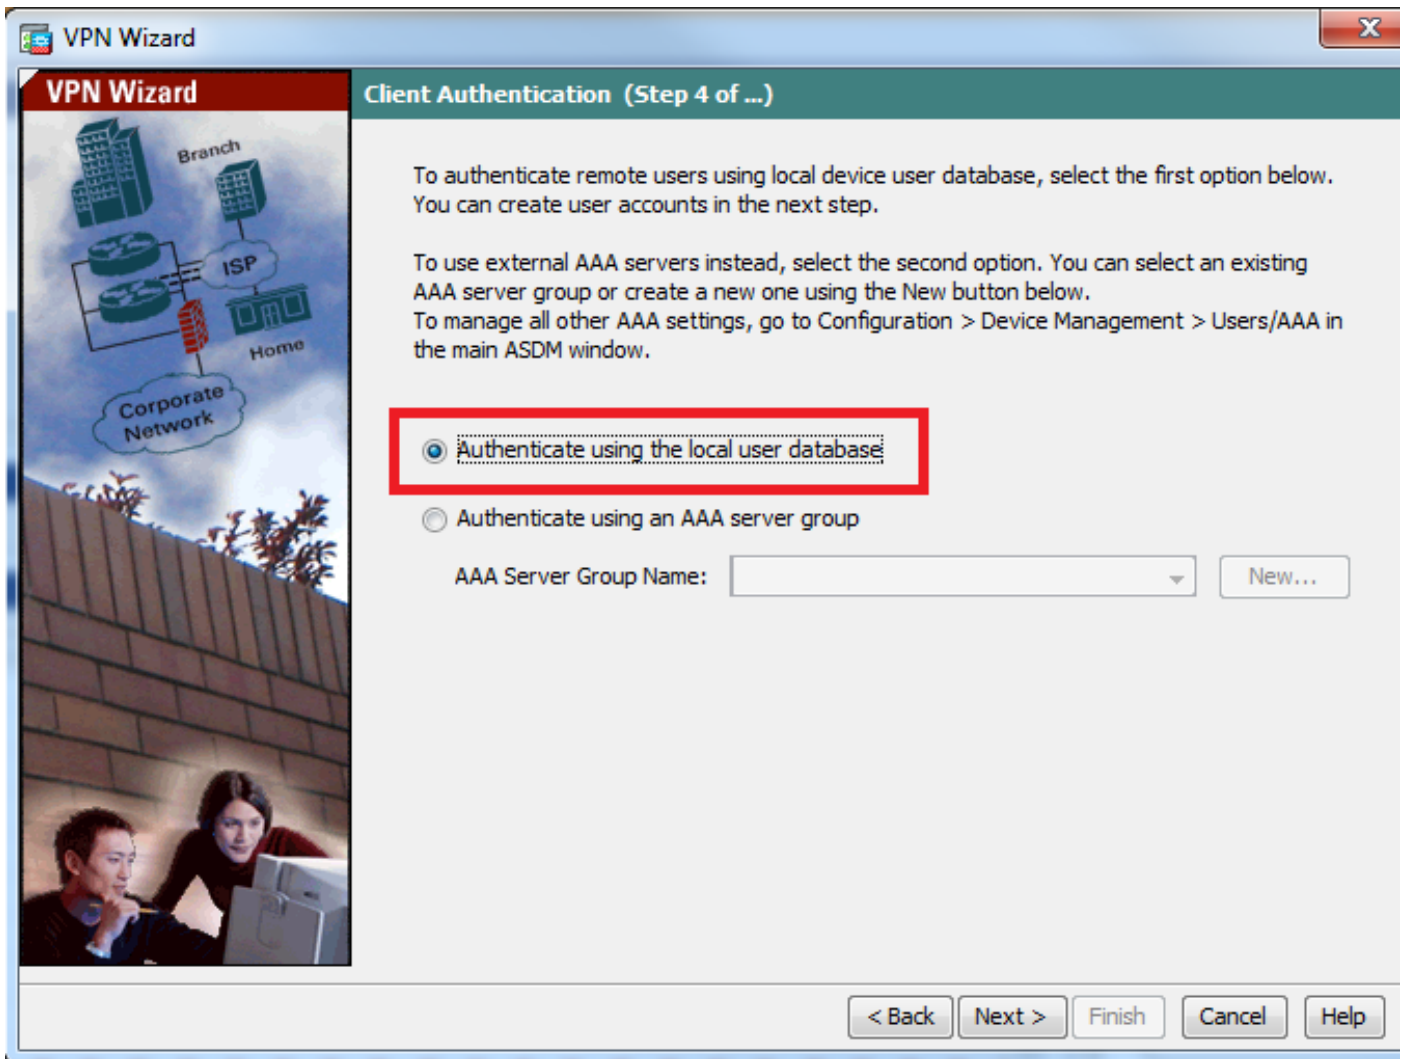 VPN Wizard
VPN Wizard
Client Authentication (Step 4 of ...)
Branch
ISP
Home
Corporate
Network
To authenticate remote users using local device user database, select the first option below.
You can create user accounts in the next step.
To use external AAA servers instead, select the second option. You can select an existing
AAA server group or create a new one using the New button below.
To manage all other AAA settings, go to Configuration > Device Management > Users/AAA in
the main ASDM window.
Authenticate using the local user database
Authenticate using an AAA server group
AAA Server Group Name:
New...
< Back
Next >
Finish
Cancel
Help